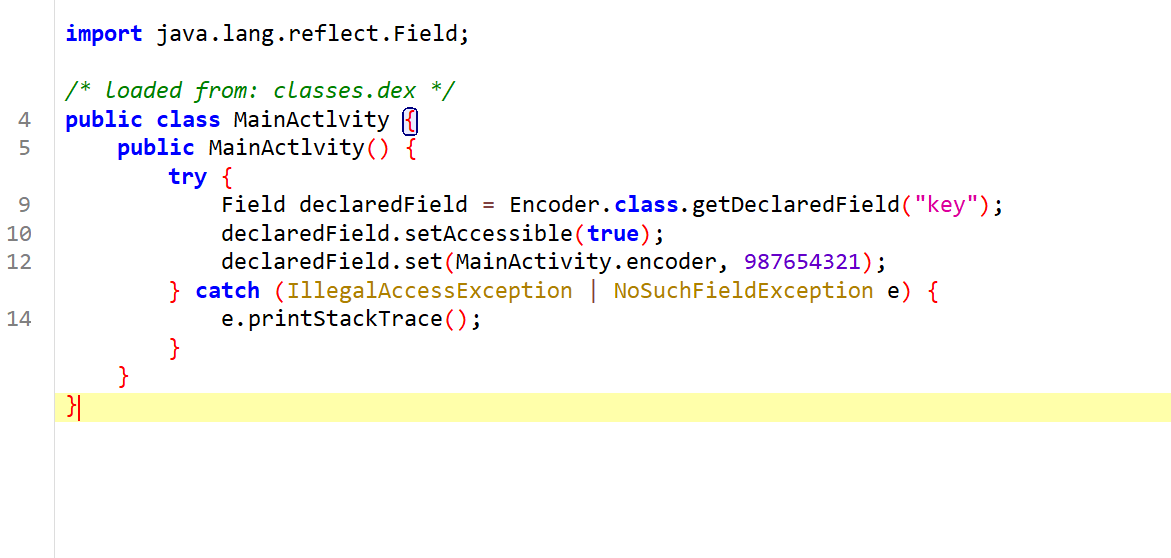 import java.lang.reflect.Field;
/* loaded from: classes.dex */
4 public class MainActlvity {
5 public MainActlvity() {
try {
9 Field declaredField = Encoder.class.getDeclaredField("key");
10 declaredField.setAccessible(true);
12 declaredField.set(MainActivity.encoder, 987654321);
} catch (IllegalAccessException | NoSuchFieldException e) {
14 e.printStackTrace();
}
}
}